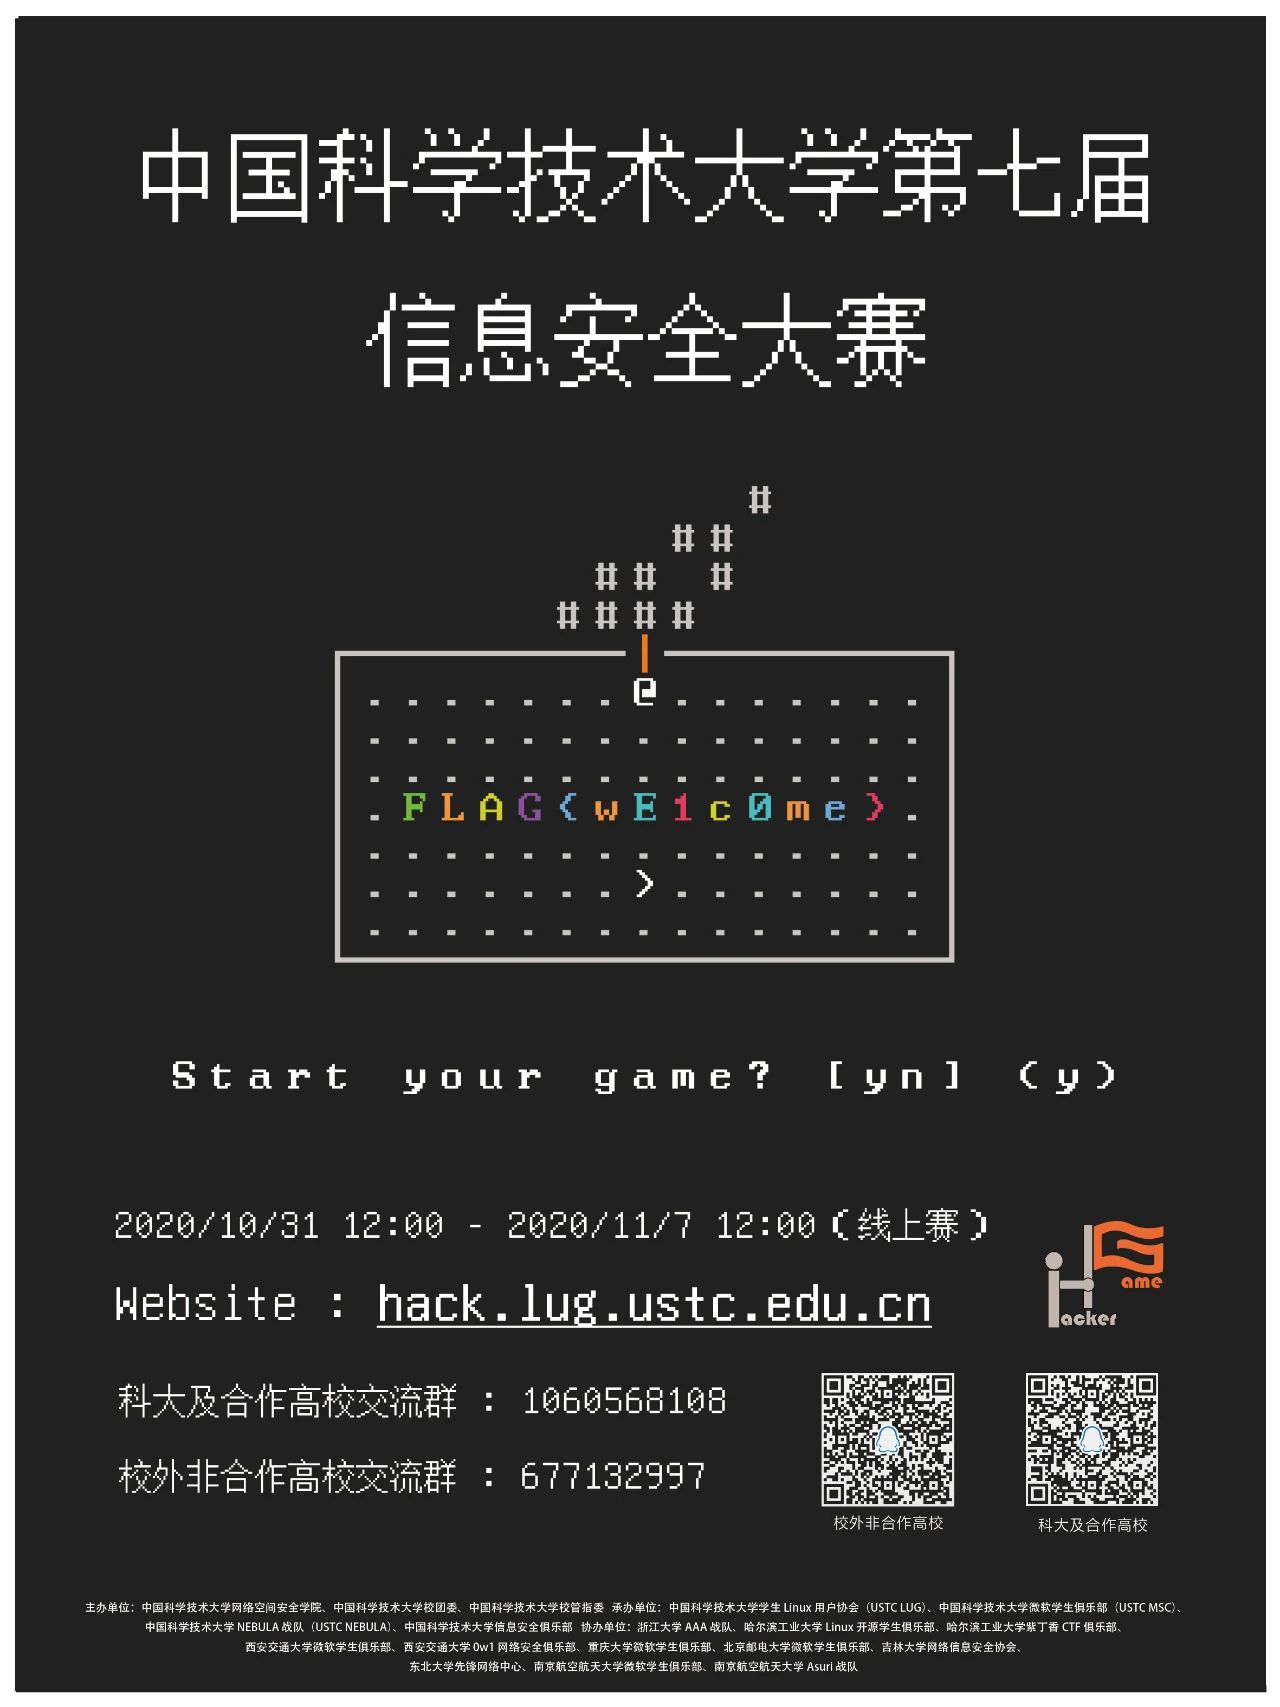 中国科学技术大学第七届
信息安全大赛
#
# #
# # #
# # # #
|
. . . . . . . @ . . . . . . .
. . . . . . . . . . . . . . .
. . . . . . . . . . . . . . .
. F L A G ( w E 1 c 0 m e ) .
. . . . . . . . . . . . . . .
. . . . . . . > . . . . . . .
. . . . . . . . . . . . . . .
Start your game? [yn] (y)
2020/10/31 12:00 - 2020/11/7 12:00(线上赛)
Hacker Game
Website : hack.lug.ustc.edu.cn
科大及合作高校交流群 : 1060568108
校外非合作高校交流群 : 677132997
校外非合作高校
科大及合作高校
主办单位：中国科学技术大学网络空间安全学院、中国科学技术大学校团委、中国科学技术大学校管指委 承办单位：中国科学技术大学学生 Linux 用户协会（USTC LUG）、中国科学技术大学微软学生俱乐部（USTC MSC）、
中国科学技术大学 NEBULA 战队（USTC NEBULA）、中国科学技术大学信息安全俱乐部 协办单位：浙江大学 AAA 战队、哈尔滨工业大学 Linux 开源学生俱乐部、哈尔滨工业大学紫丁香 CTF 俱乐部、
西安交通大学微软学生俱乐部、西安交通大学 0w1 网络安全俱乐部、重庆大学微软学生俱乐部、北京邮电大学微软学生俱乐部、吉林大学网络信息安全协会、
东北大学先锋网络中心、南京航空航天大学微软学生俱乐部、南京航空航天大学 Asuri 战队